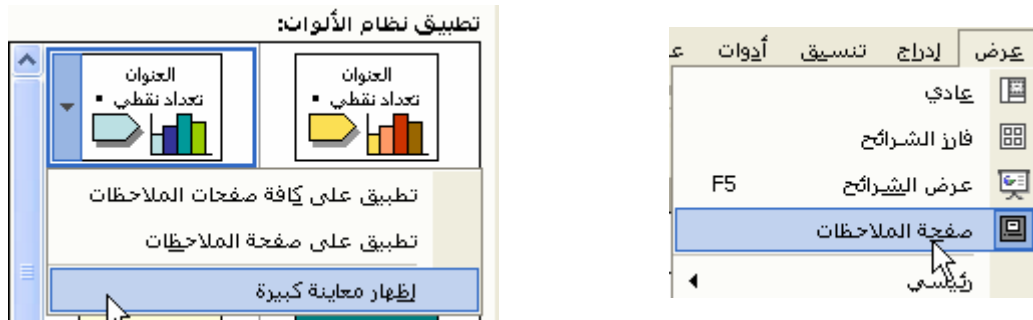 عرض إدراج تنسيق أدوات
عادي
فارز الشرائح
عرض الشرائح F5
صفحة الملاحظات
رئيسي
تطبيق نظام الألوان:
العنوان
تعداد نقطي
العنوان
تعداد نقطي
تطبيق على كافة صفحات الملاحظات
تطبيق على صفحة الملاحظات
إظهار معاينة كبيرة